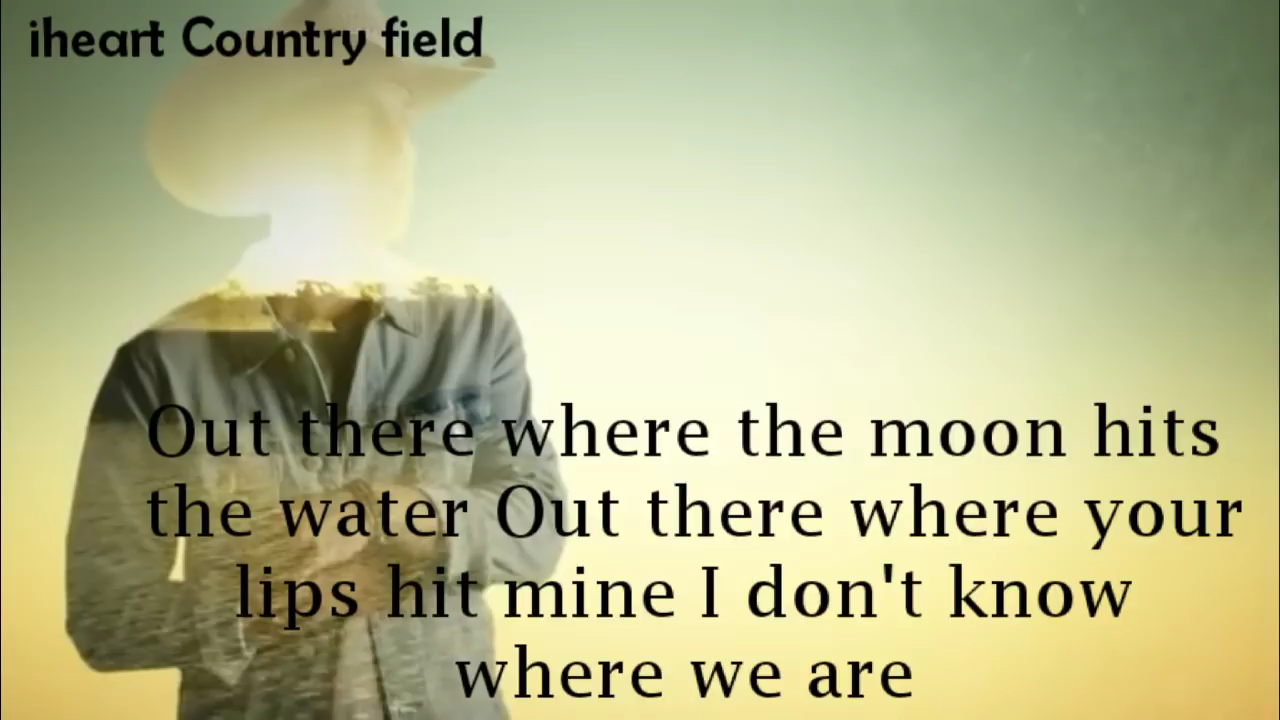 iheart Country field
Out there where the moon hits
the water Out there where your
lips hit mine I don't know
where we are